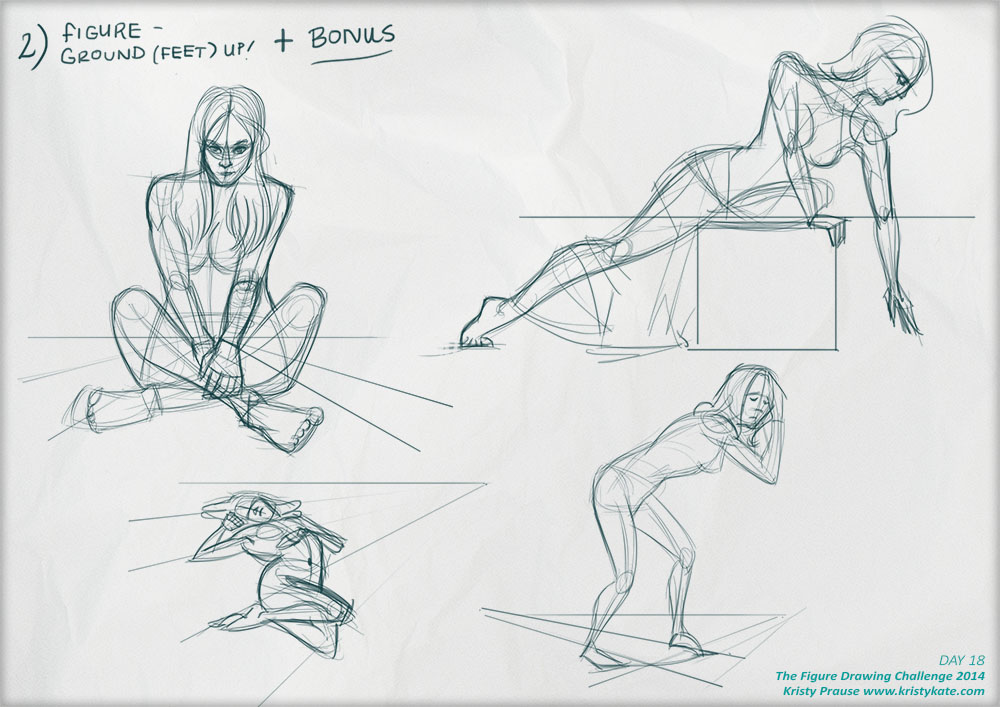 2) FIGURE -
GROUND (FEET) UP! + BONUS
DAY 18
The Figure Drawing Challenge 2014
Kristy Prause www.kristykate.com